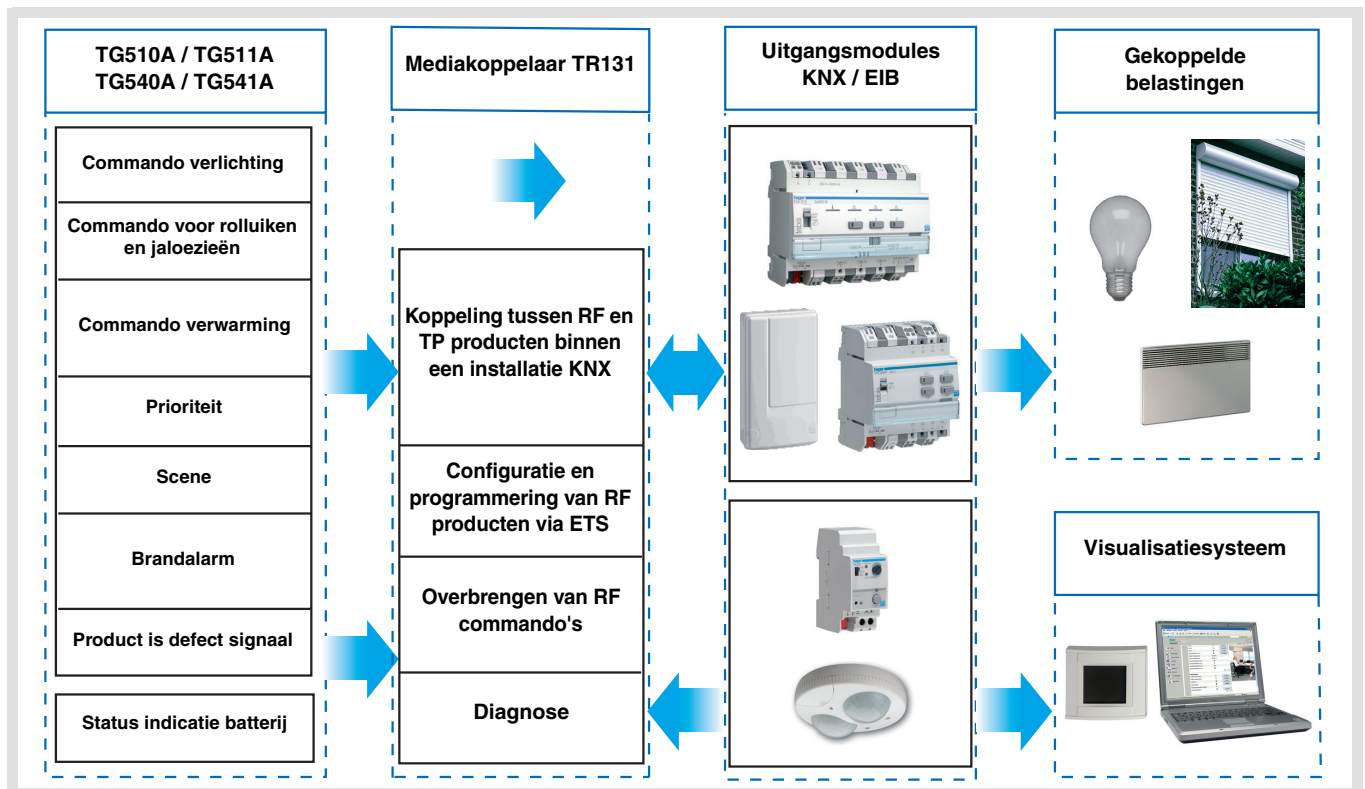 TG510A / TG511A
TG540A / TG541A
Commando verlichting
Commando voor rolluiken
en jaloezieën
Commando verwarming
Prioriteit
Scene
Brandalarm
Product is defect signaal
Status indicatie batterij
Mediakoppelaar TR131
Koppeling tussen RF en
TP producten binnen
een installatie KNX
Configuratie en
programmering van RF
producten via ETS
Overbrengen van RF
commando's
Diagnose
Uitgangsmodules
KNX / EIB
Gekoppelde
belastingen
Visualisatiesysteem